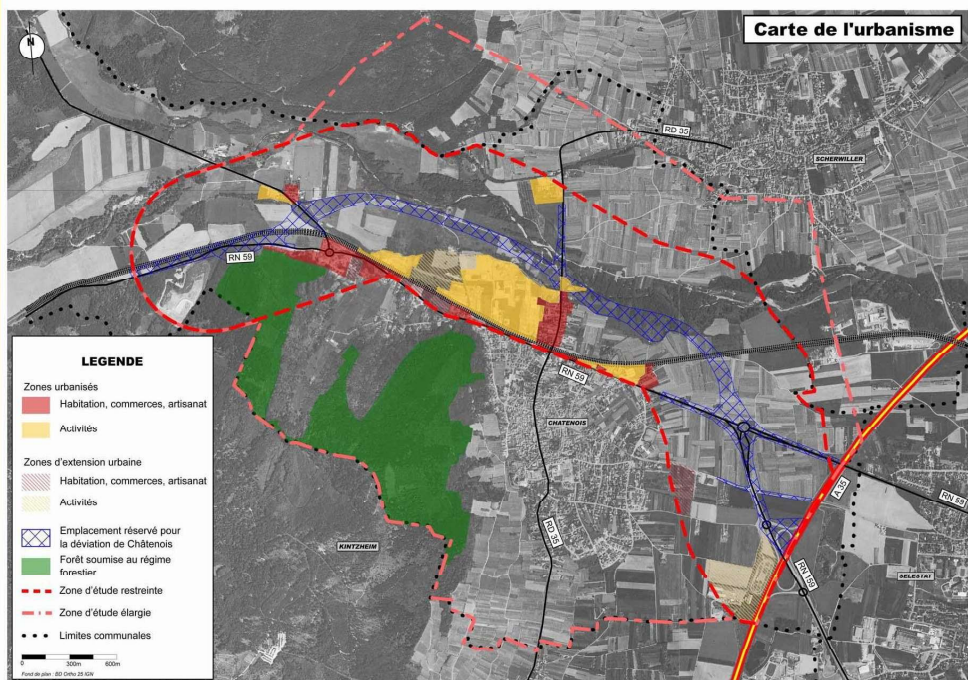 Carte de l'urbanisme
N
RD 35
SCHERWILLER
RN 59
RN 59
CHATENOIS
RD 35
KINTZHEIM
A 35
RN 59
RN 159
SELESTAT
LEGENDE
Zones urbanisés
Habitation, commerces, artisanat
Activités
Zones d'extension urbaine
Habitation, commerces, artisanat
Activités
Emplacement réservé pour
la déviation de Châtenois
Forêt soumise au régime
forestier
Zone d'étude restreinte
Zone d'étude élargie
Limites communales
0 300m 600m
Fond de plan : BD Ortho 25 IGN